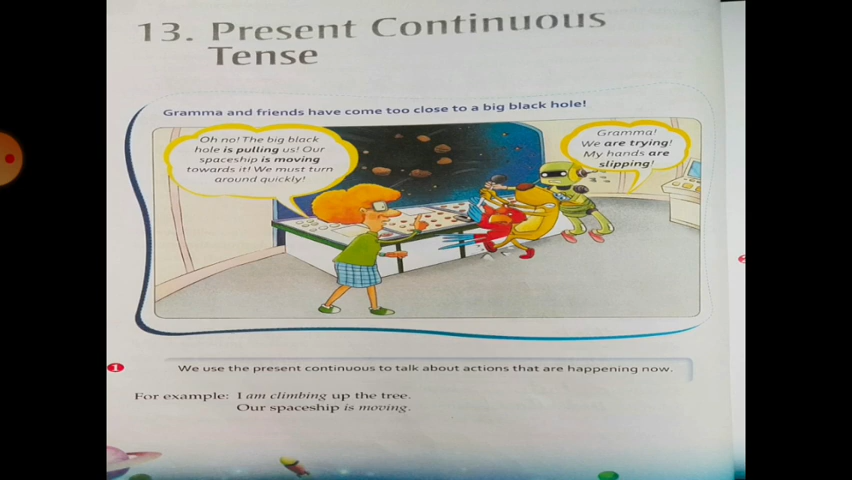 13. Present Continuous
Tense
Gramma and friends have come too close to a big black hole!
Oh no! The big black
hole is pulling us! Our
spaceship is moving
towards it! We must turn
around quickly!
Gramma!
We are trying!
My hands are
slipping!
1 We use the present continuous to talk about actions that are happening now.
For example: I am climbing up the tree.
Our spaceship is moving.